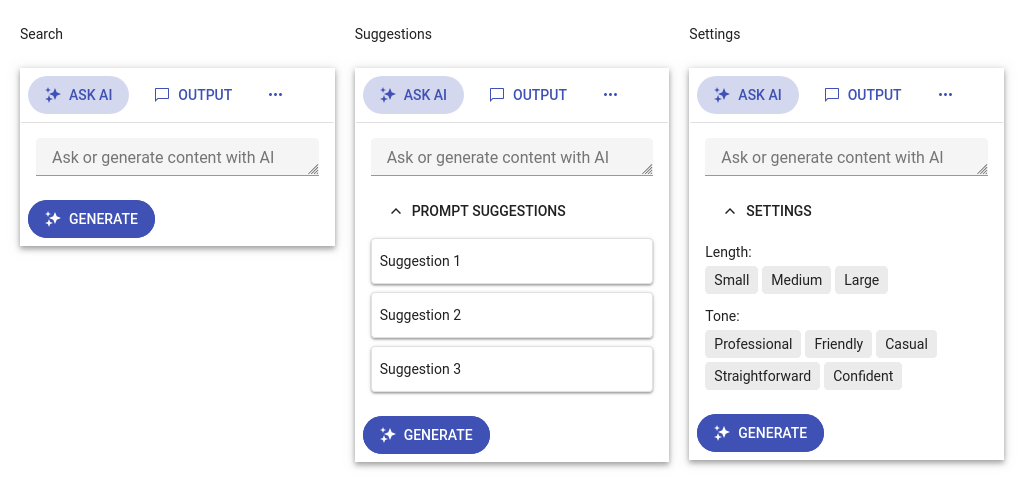 Search
ASK AI OUTPUT ...
Ask or generate content with AI
GENERATE
Suggestions
ASK AI OUTPUT ...
Ask or generate content with AI
PROMPT SUGGESTIONS
Suggestion 1
Suggestion 2
Suggestion 3
GENERATE
Settings
ASK AI OUTPUT ...
Ask or generate content with AI
SETTINGS
Length:
Small Medium Large
Tone:
Professional Friendly Casual
Straightforward Confident
GENERATE